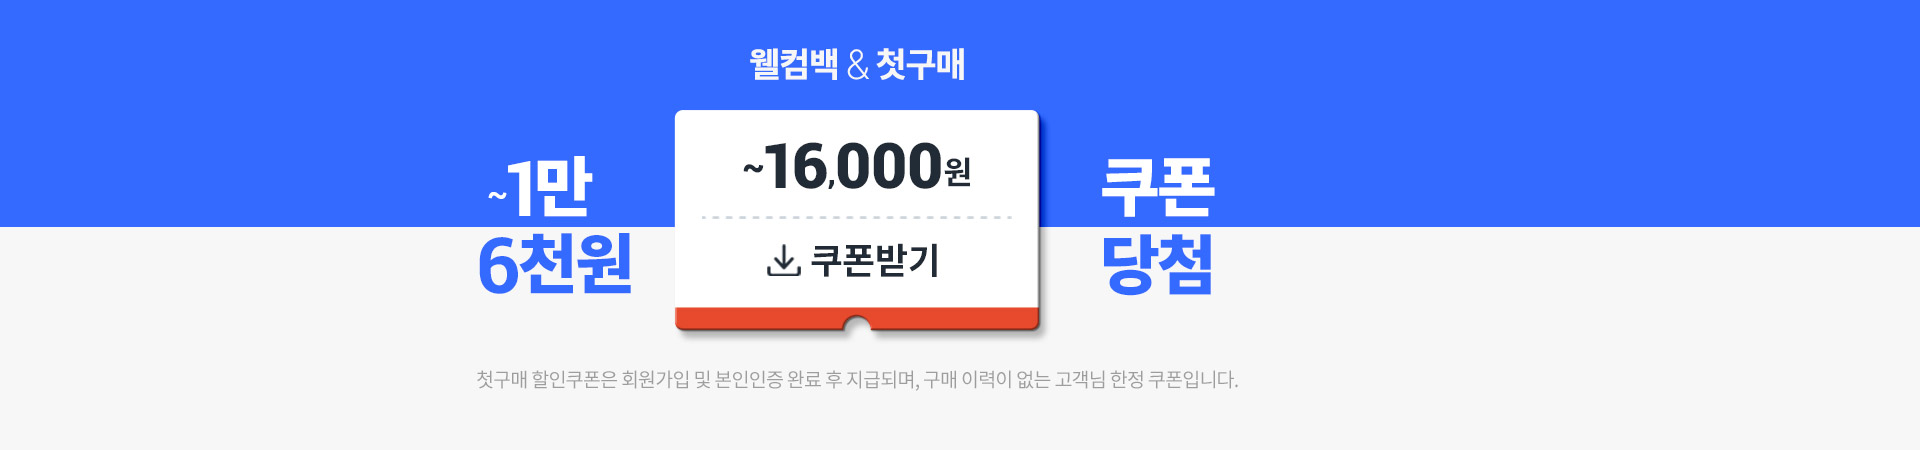 웰컴백 & 첫구매
~1만
6천원
~16,000원
쿠폰받기
쿠폰
당첨
첫구매 할인쿠폰은 회원가입 및 본인인증 완료 후 지급되며, 구매 이력이 없는 고객님 한정 쿠폰입니다.